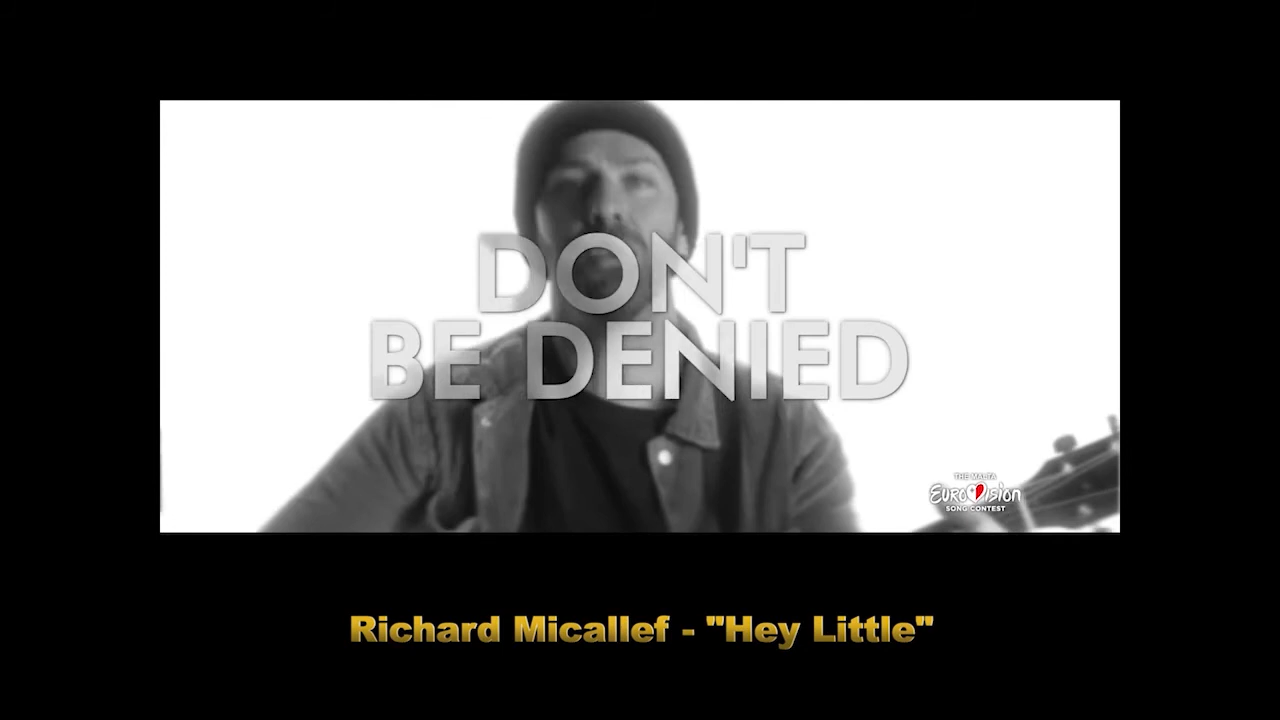 DON'T
BE DENIED
THE MALTA
EUROVISION
SONG CONTEST
Richard Micallef - "Hey Little"